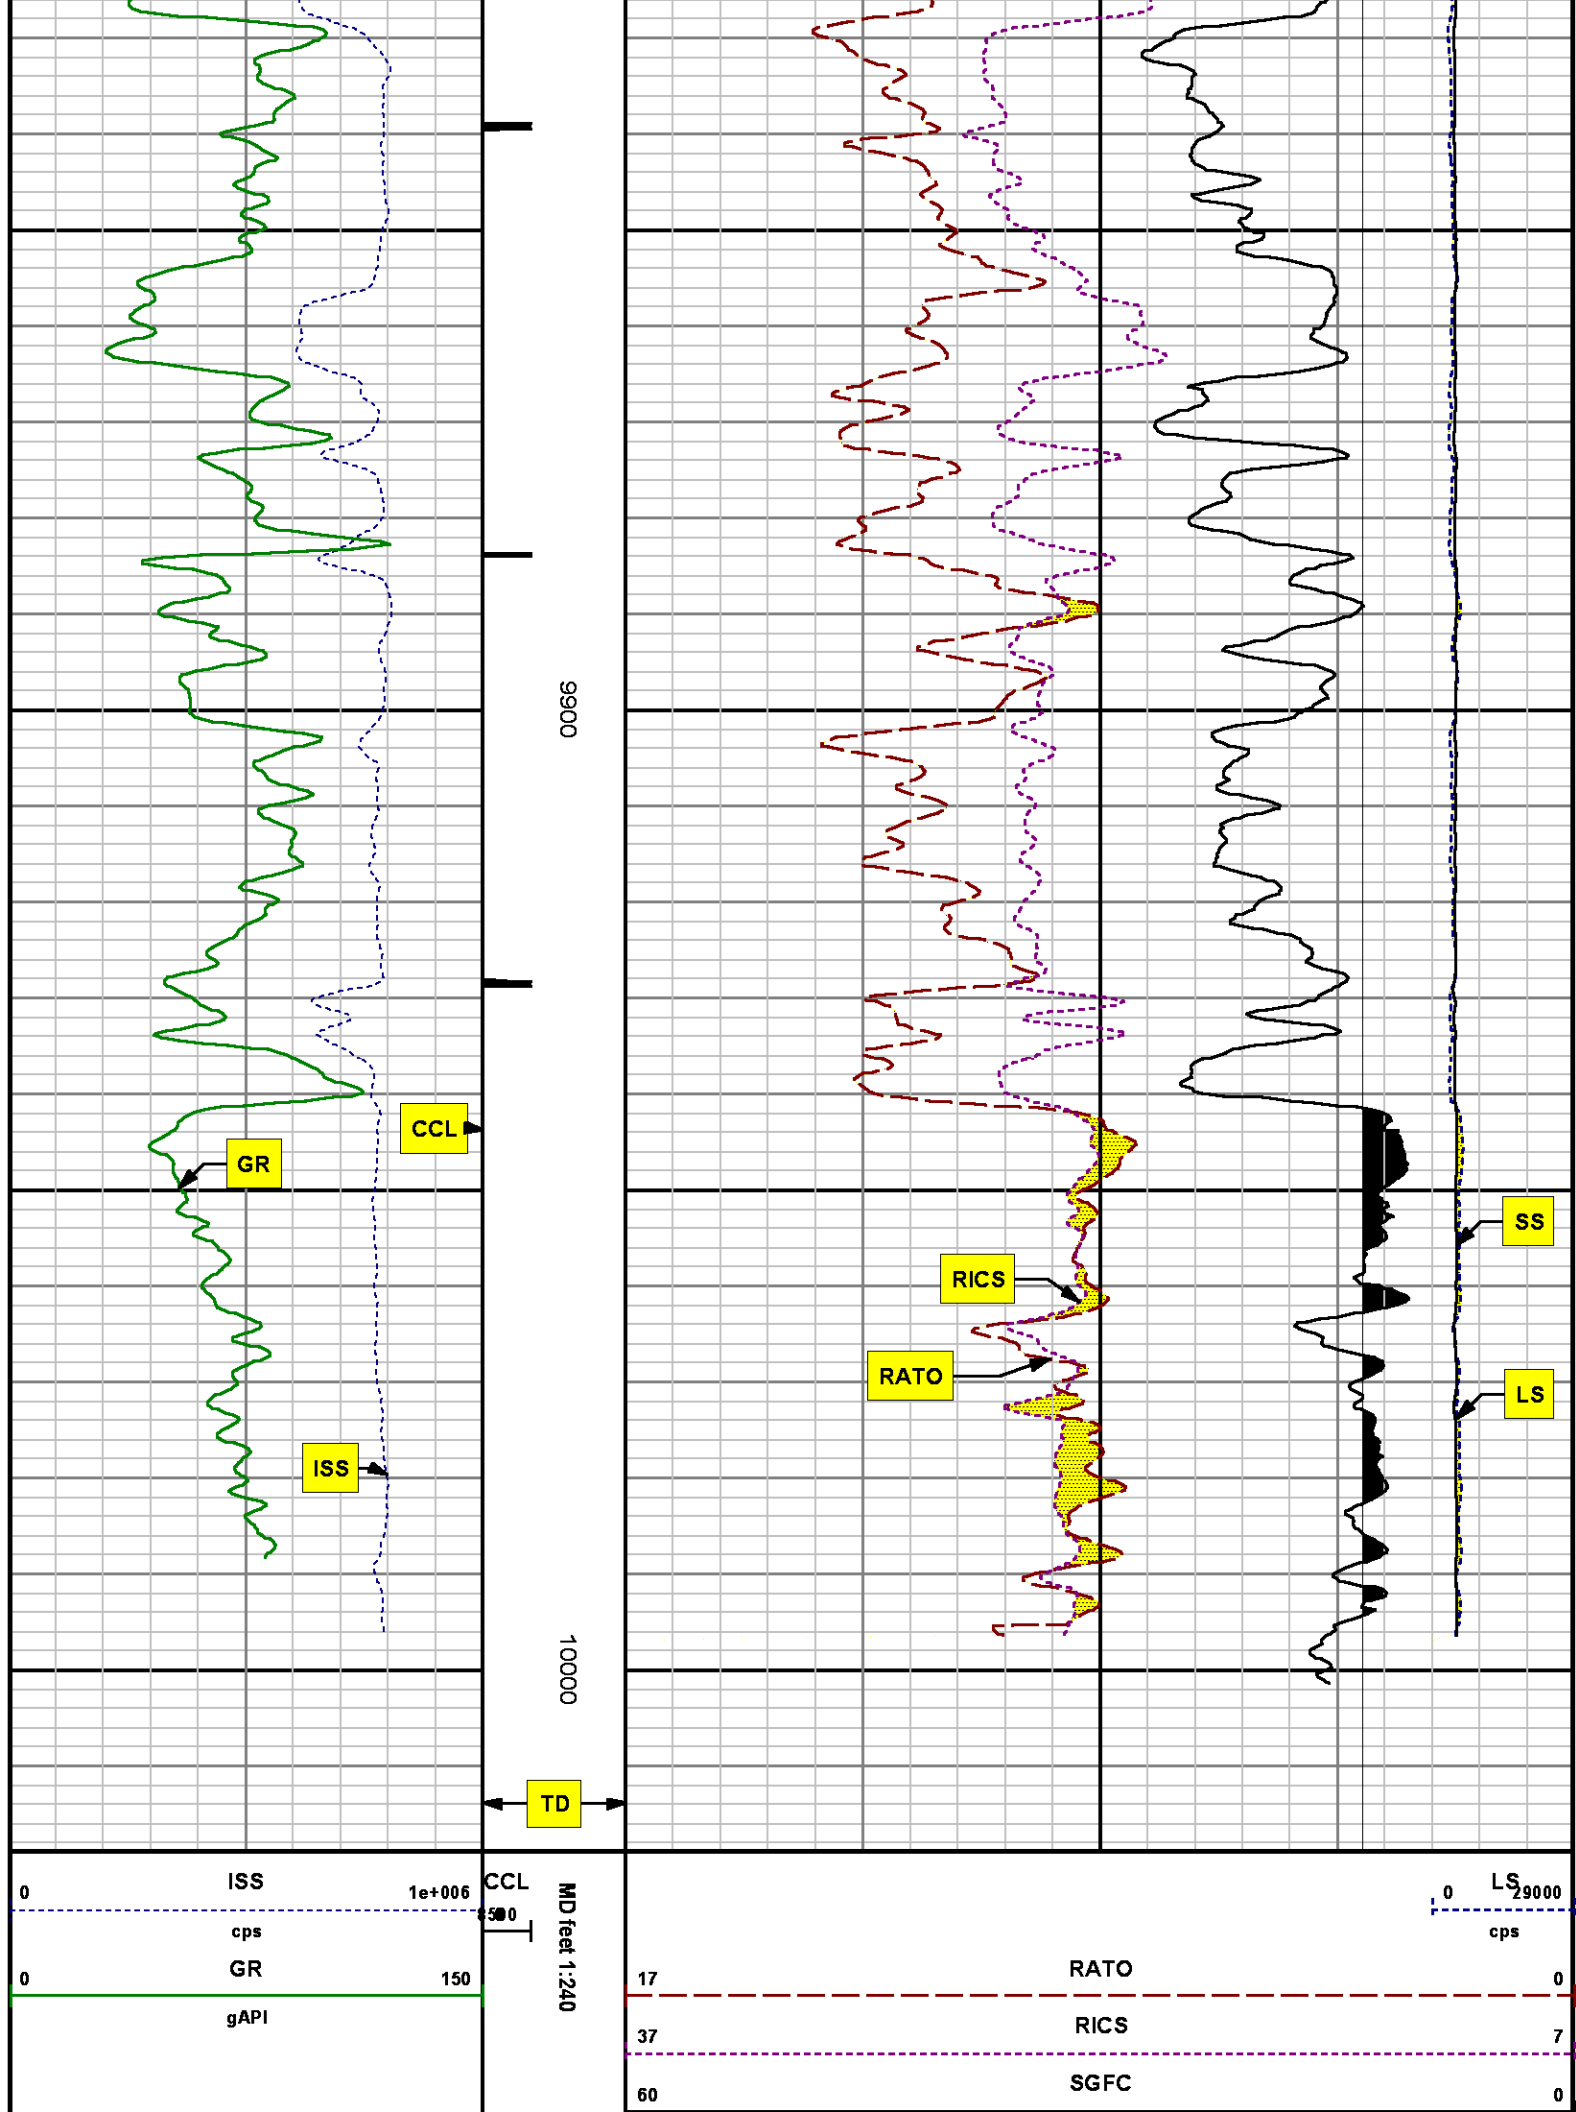 9900
CCL
GR
SS
RICS
RATO
LS
ISS
10000
TD
ISS
0 1e+006
cps
GR
0 150
gAPI
CCL
MD feet 1:240
LS
0 29000
cps
RATO
17 0
RICS
37 7
SGFC
60 0